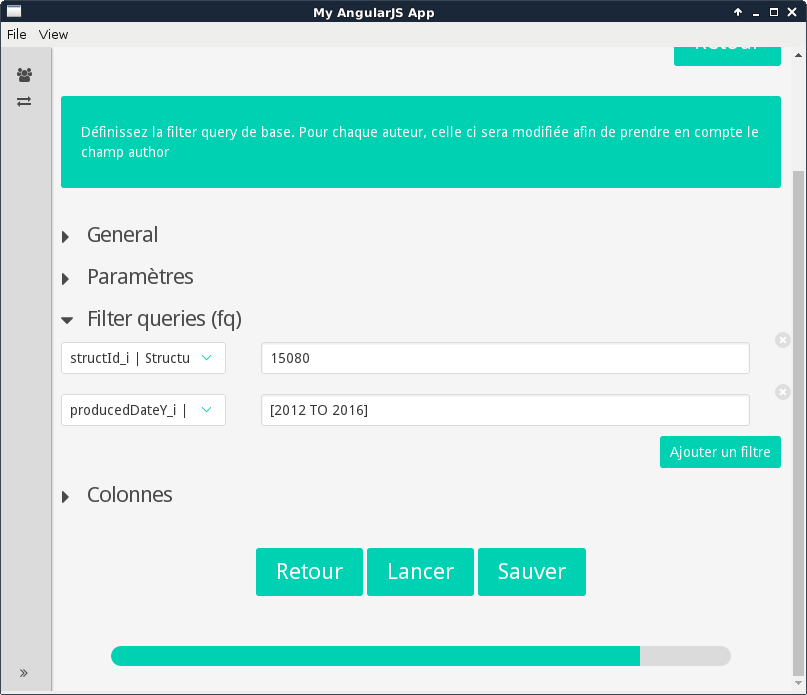 My AngularJS App
File View
Retour
Définissez la filter query de base. Pour chaque auteur, celle ci sera modifiée afin de prendre en compte le
champ author
General
Paramètres
Filter queries (fq)
structId_i | Structu
15080
producedDateY_i |
[2012 TO 2016]
Ajouter un filtre
Colonnes
Retour Lancer Sauver